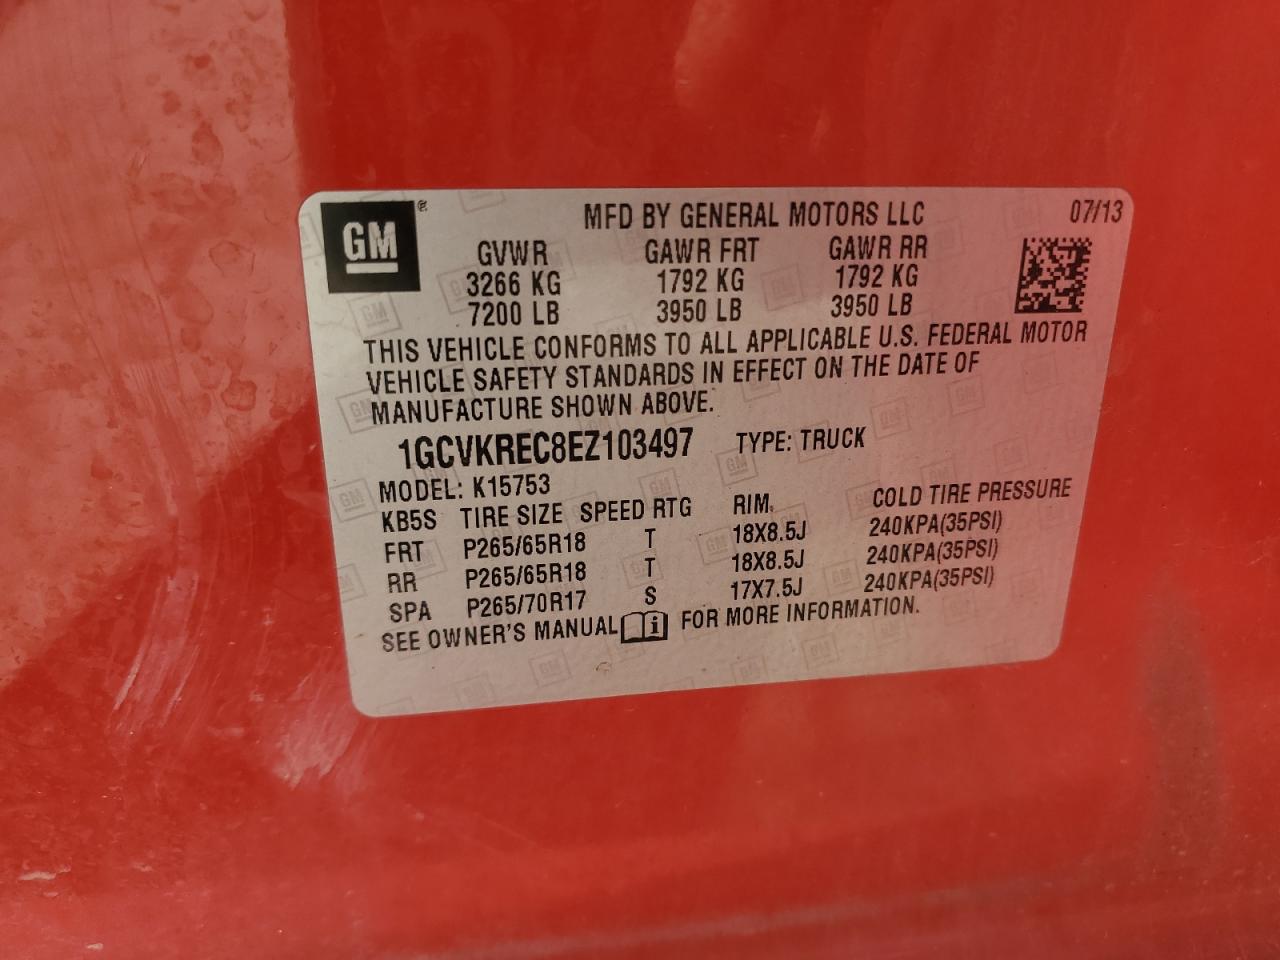 GM
MFD BY GENERAL MOTORS LLC 07/13
GVWR GAWR FRT GAWR RR
3266 KG 1792 KG 1792 KG
7200 LB 3950 LB 3950 LB
THIS VEHICLE CONFORMS TO ALL APPLICABLE U.S. FEDERAL MOTOR
VEHICLE SAFETY STANDARDS IN EFFECT ON THE DATE OF
MANUFACTURE SHOWN ABOVE.
1GCVKREC8EZ103497 TYPE: TRUCK
MODEL: K15753
KB5S TIRE SIZE SPEED RTG RIM COLD TIRE PRESSURE
FRT P265/65R18 T 18X8.5J 240KPA(35PSI)
RR P265/65R18 T 18X8.5J 240KPA(35PSI)
SPA P265/70R17 S 17X7.5J 240KPA(35PSI)
SEE OWNER'S MANUAL FOR MORE INFORMATION.